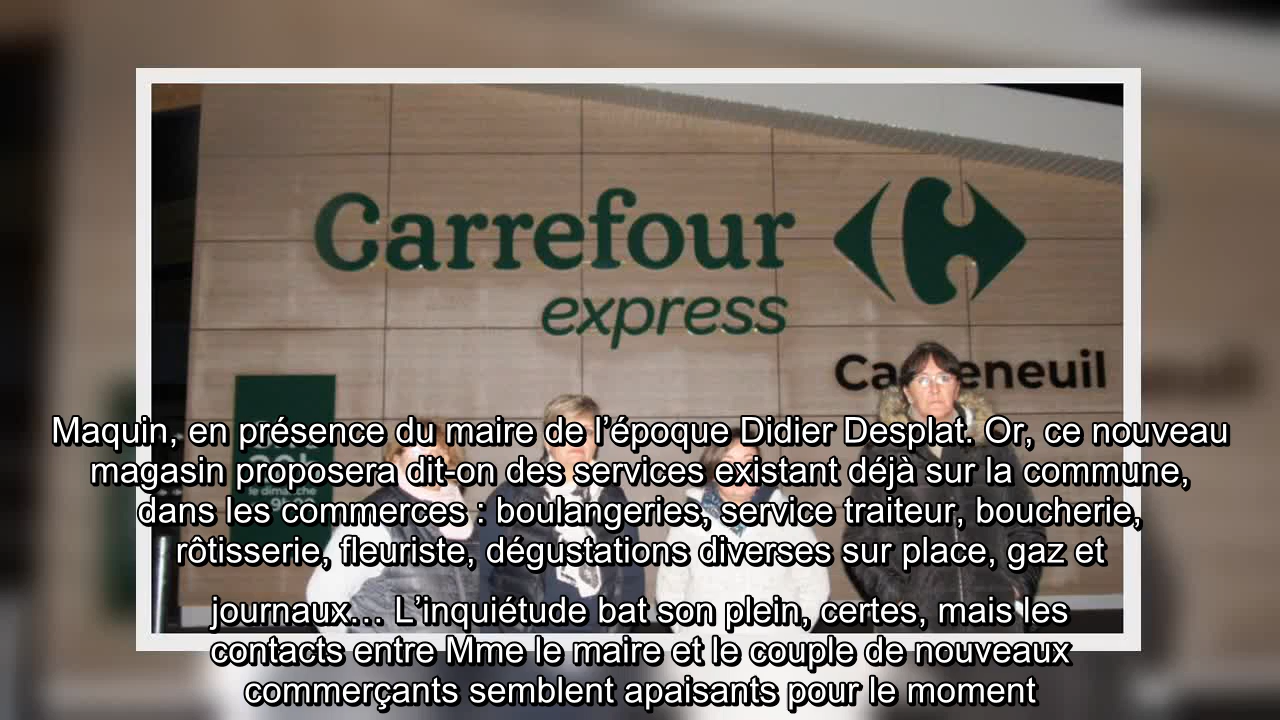 Carrefour
express
Maquin, en présence du maire de l’époque Didier Desplat. Or, ce nouveau
magasin proposera dit-on des services existant déjà sur la commune,
dans les commerces : boulangeries, service traiteur, boucherie,
rôtisserie, fleuriste, dégustations diverses sur place, gaz et
journaux… L’inquiétude bat son plein, certes, mais les
contacts entre Mme le maire et le couple de nouveaux
commerçants semblent apaisants pour le moment